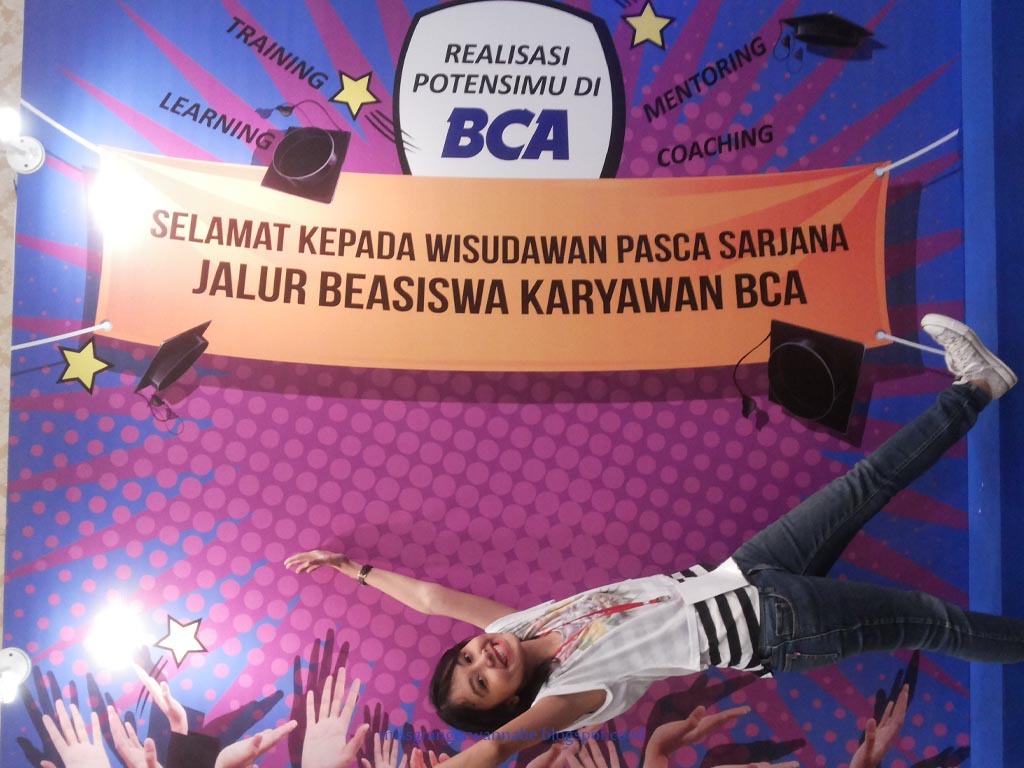 REALISASI
POTENSIMU DI
BCA
TRAINING
LEARNING
MENTORING
COACHING
SELAMAT KEPADA WISUDAWAN PASCA SARJANA
JALUR BEASISWA KARYAWAN BCA